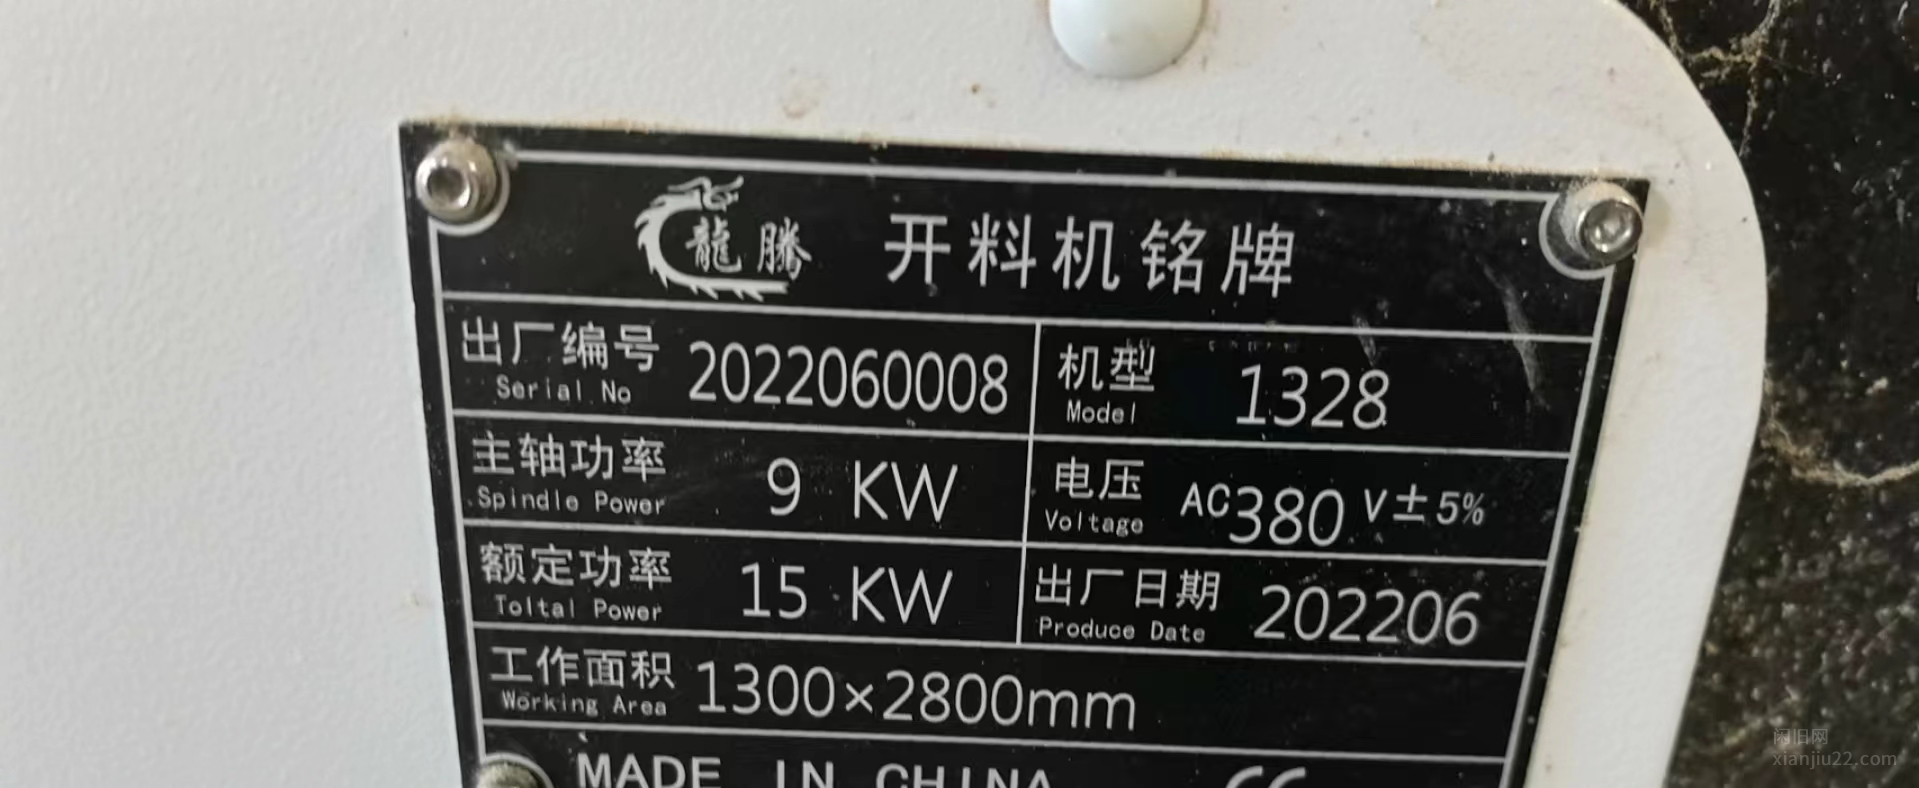 龍腾 开料机铭牌
出厂编号 2022060008 机型 1328
Serial No Model
主轴功率 9 KW 电压 AC380V±5%
Spindle Power Voltage
额定功率 15 KW 出厂日期 202206
Toltal Power Produce Date
工作面积 1300×2800mm
Working Area
MADE IN CHINA
闲旧网
xianjiu22.com